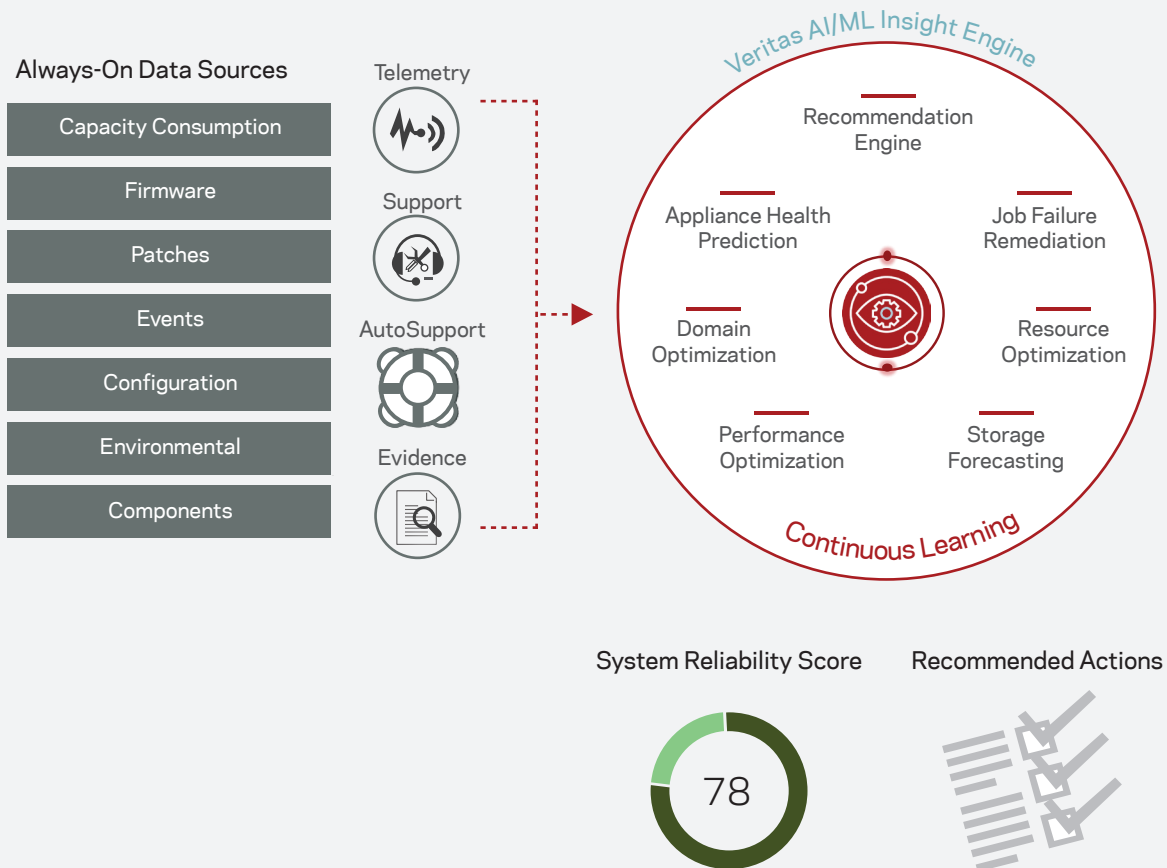 Always-On Data Sources
Capacity Consumption
Firmware
Patches
Events
Configuration
Environmental
Components
Telemetry
Support
AutoSupport
Evidence
Veritas AI/ML Insight Engine
Recommendation
Engine
Appliance Health
Prediction
Job Failure
Remediation
Domain
Optimization
Resource
Optimization
Performance
Optimization
Storage
Forecasting
Continuous Learning
System Reliability Score
78
Recommended Actions